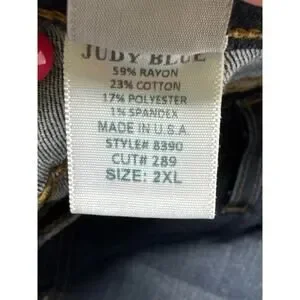 JUDY BLUE
59% RAYON
23% COTTON
17% POLYESTER
1% SPANDEX
MADE IN U.S.A
STYLE# 8390
CUT# 289
SIZE: 2XL